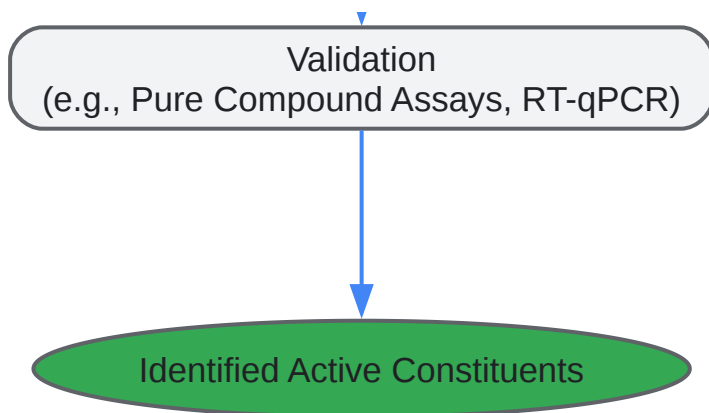 Validation
(e.g., Pure Compound Assays, RT-qPCR)
Identified Active Constituents